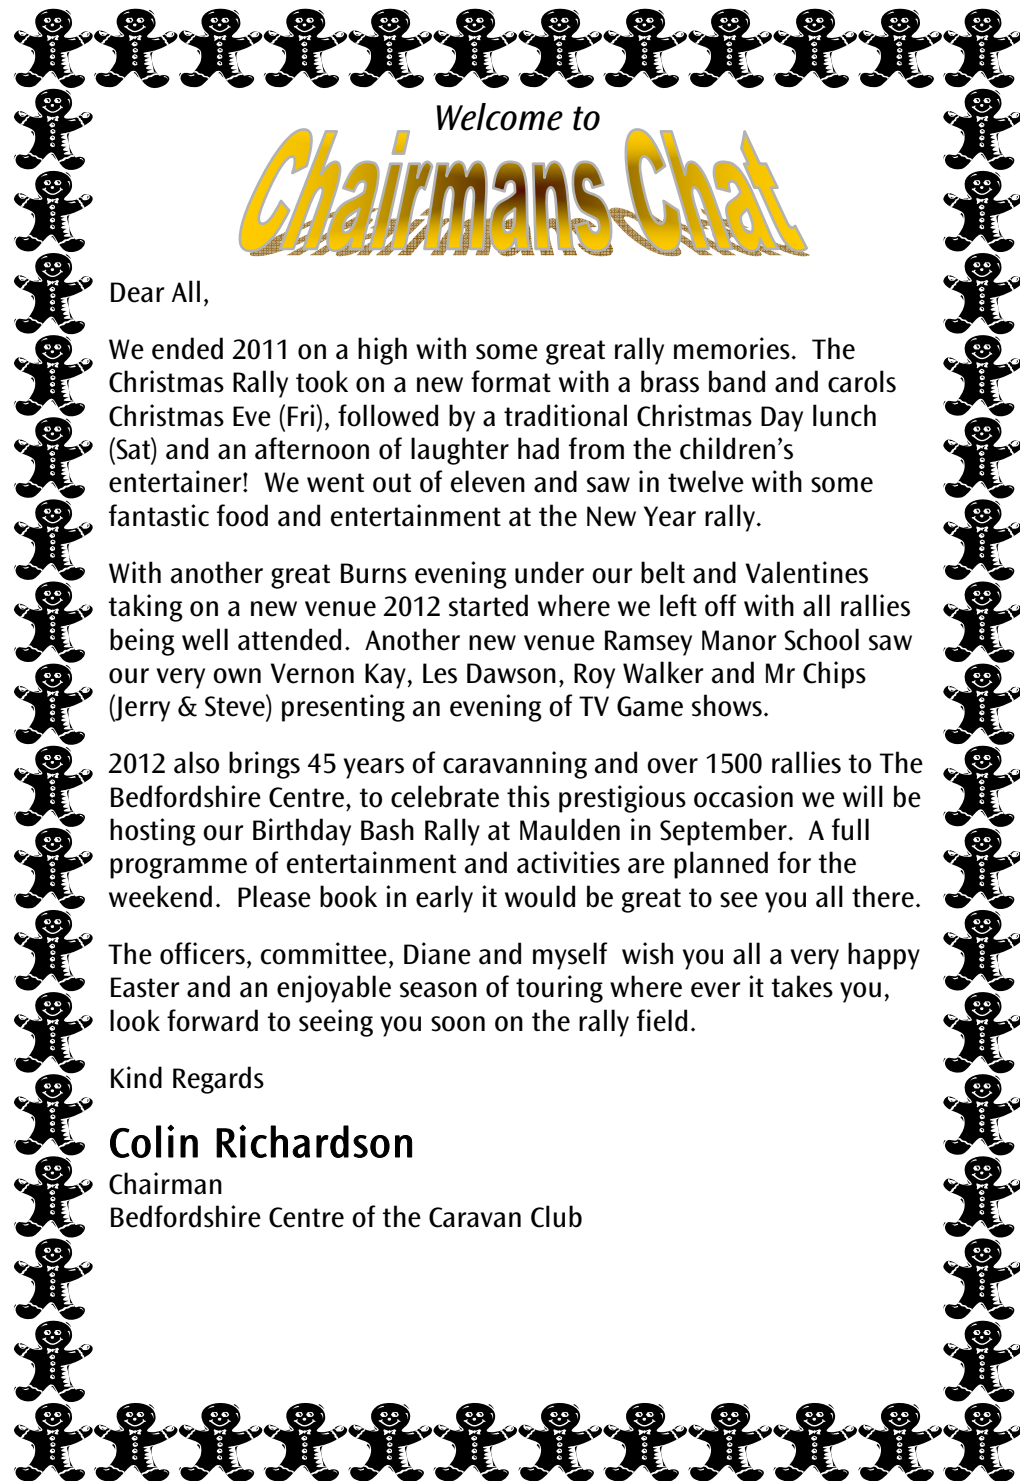 Welcome to
Chairmans Chat
Dear All,
We ended 2011 on a high with some great rally memories.  The
Christmas Rally took on a new format with a brass band and carols
Christmas Eve (Fri), followed by a traditional Christmas Day lunch
(Sat) and an afternoon of laughter had from the children’s
entertainer!  We went out of eleven and saw in twelve with some
fantastic food and entertainment at the New Year rally.
With another great Burns evening under our belt and Valentines
taking on a new venue 2012 started where we left off with all rallies
being well attended.  Another new venue Ramsey Manor School saw
our very own Vernon Kay, Les Dawson, Roy Walker and Mr Chips
(Jerry & Steve) presenting an evening of TV Game shows.
2012 also brings 45 years of caravanning and over 1500 rallies to The
Bedfordshire Centre, to celebrate this prestigious occasion we will be
hosting our Birthday Bash Rally at Maulden in September.  A full
programme of entertainment and activities are planned for the
weekend.  Please book in early it would be great to see you all there.
The officers, committee, Diane and myself  wish you all a very happy
Easter and an enjoyable season of touring where ever it takes you,
look forward to seeing you soon on the rally field.
Kind Regards
Colin Richardson
Chairman
Bedfordshire Centre of the Caravan Club